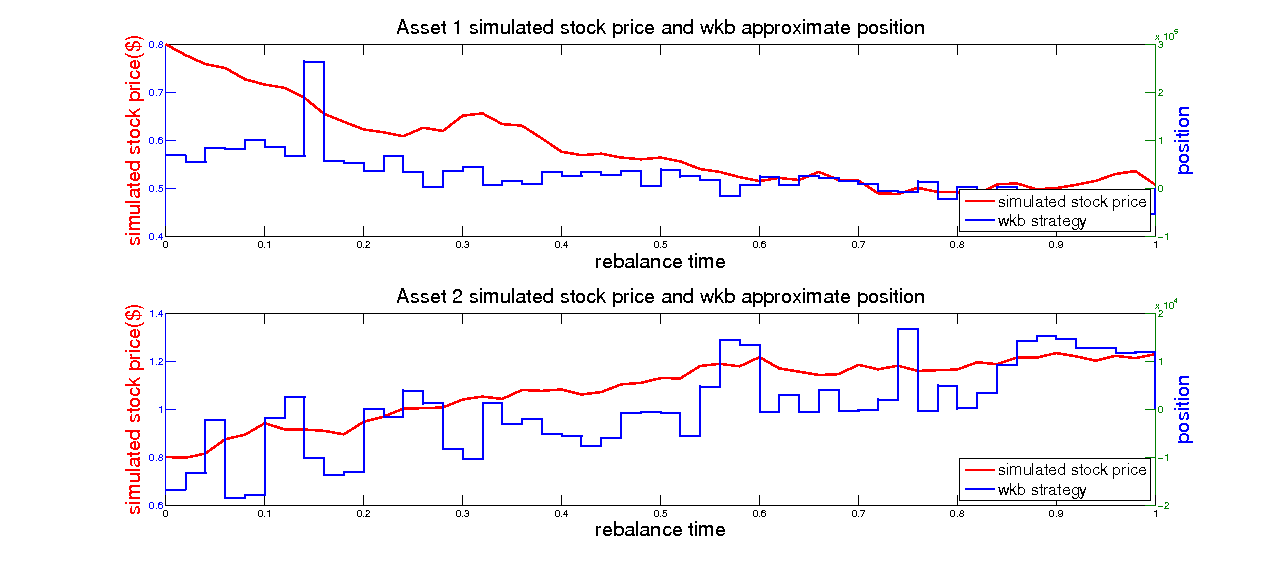 Asset 1 simulated stock price and wkb approximate position
x 10^5
simulated stock price($)
0.8
0.7
0.6
0.5
0.4
3
2
1
0
-1
position
simulated stock price
wkb strategy
0 0.1 0.2 0.3 0.4 0.5 0.6 0.7 0.8 0.9 1
rebalance time
Asset 2 simulated stock price and wkb approximate position
x 10^4
simulated stock price($)
1.4
1.2
1
0.8
0.6
2
1
0
-1
-2
position
simulated stock price
wkb strategy
0 0.1 0.2 0.3 0.4 0.5 0.6 0.7 0.8 0.9 1
rebalance time